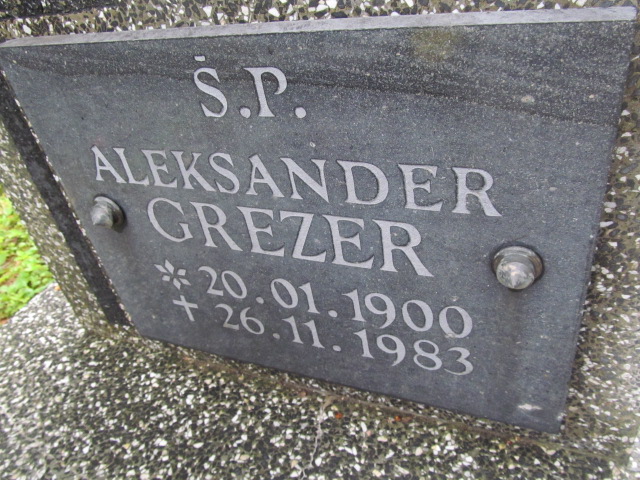 Ś.P.
ALEKSANDER
GREZER
* 20.01.1900
+ 26.11.1983